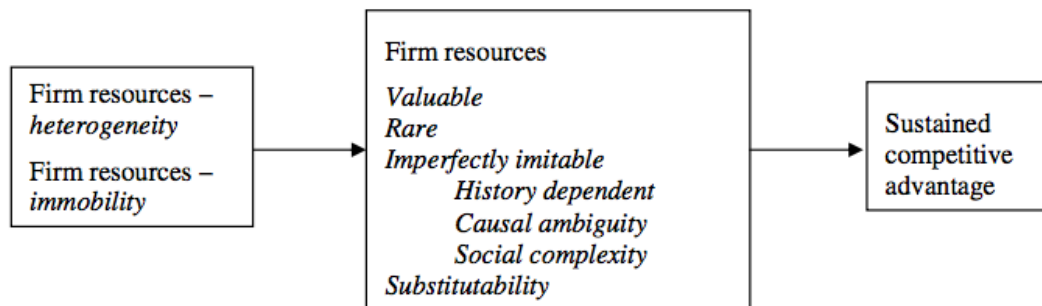 Firm resources –
heterogeneity
Firm resources –
immobility
Firm resources
Valuable
Rare
Imperfectly imitable
History dependent
Causal ambiguity
Social complexity
Substitutability
Sustained
competitive
advantage